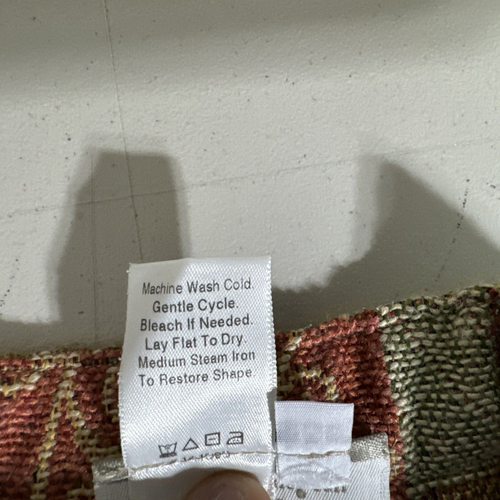 Machine Wash Cold.
Gentle Cycle.
Bleach If Needed.
Lay Flat To Dry.
Medium Steam Iron
To Restore Shape.